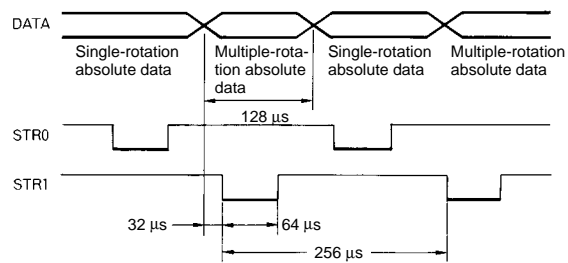 DATA
Single-rotation
absolute data
Multiple-rota-
tion absolute
data
Single-rotation
absolute data
Multiple-rotation
absolute data
128 μs
STR0
STR1
32 μs
64 μs
256 μs